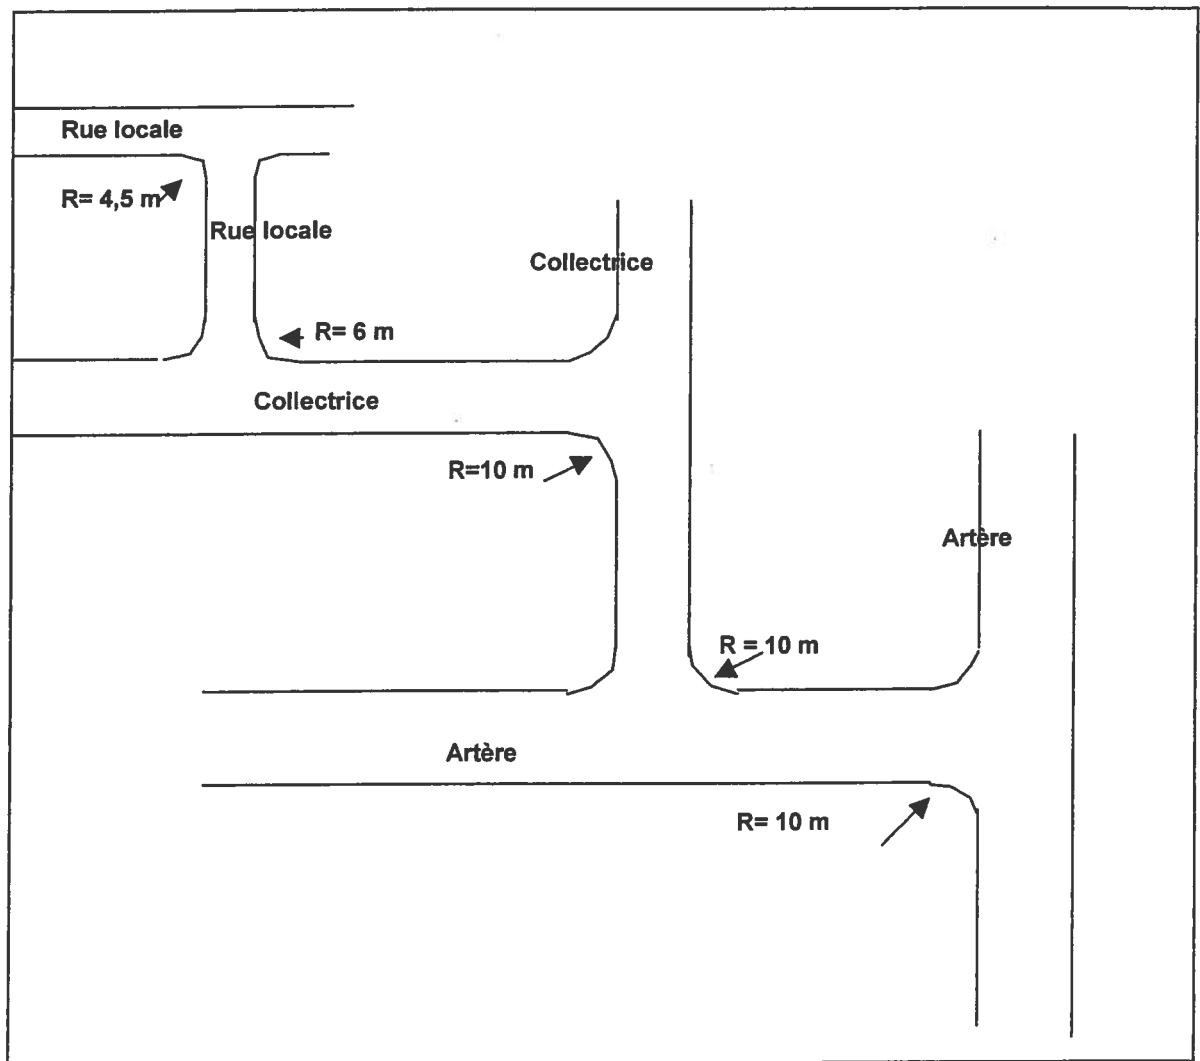 Rue locale
R= 4,5 m
Rue locale
Collectrice
R= 6 m
Collectrice
R=10 m
Artère
R = 10 m
Artère
R= 10 m